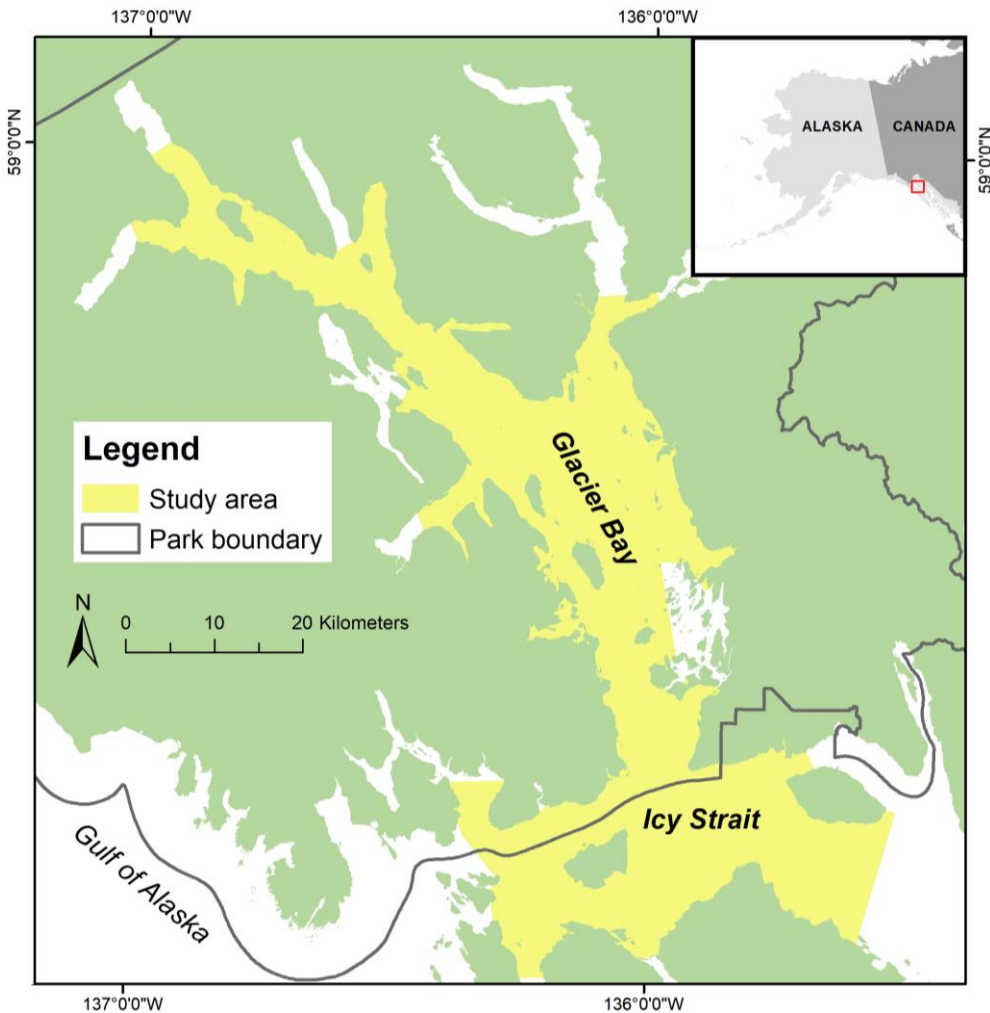 137°0'0"W
136°0'0"W
59°0'0"N
ALASKA
CANADA
59°0'0"N
Legend
Study area
Park boundary
Glacier Bay
N
0 10 20 Kilometers
Icy Strait
Gulf of Alaska
137°0'0"W
136°0'0"W